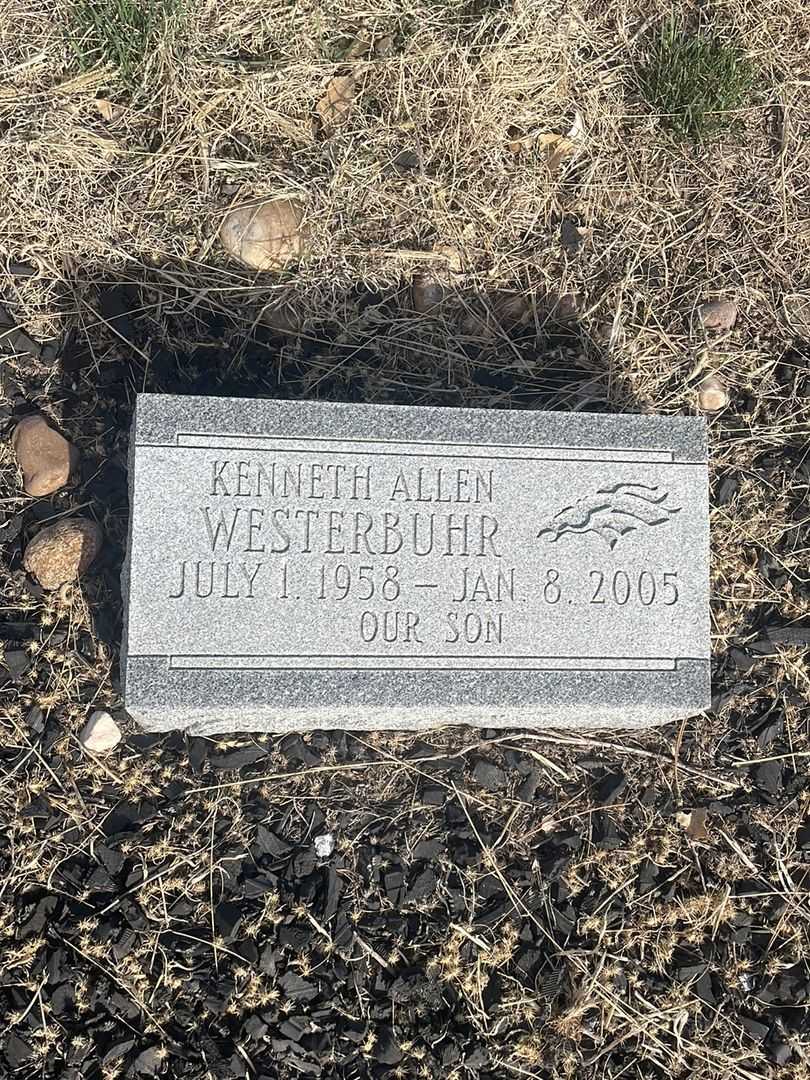 KENNETH ALLEN
WESTERBUHR
JULY 1. 1958 – JAN. 8. 2005
OUR SON